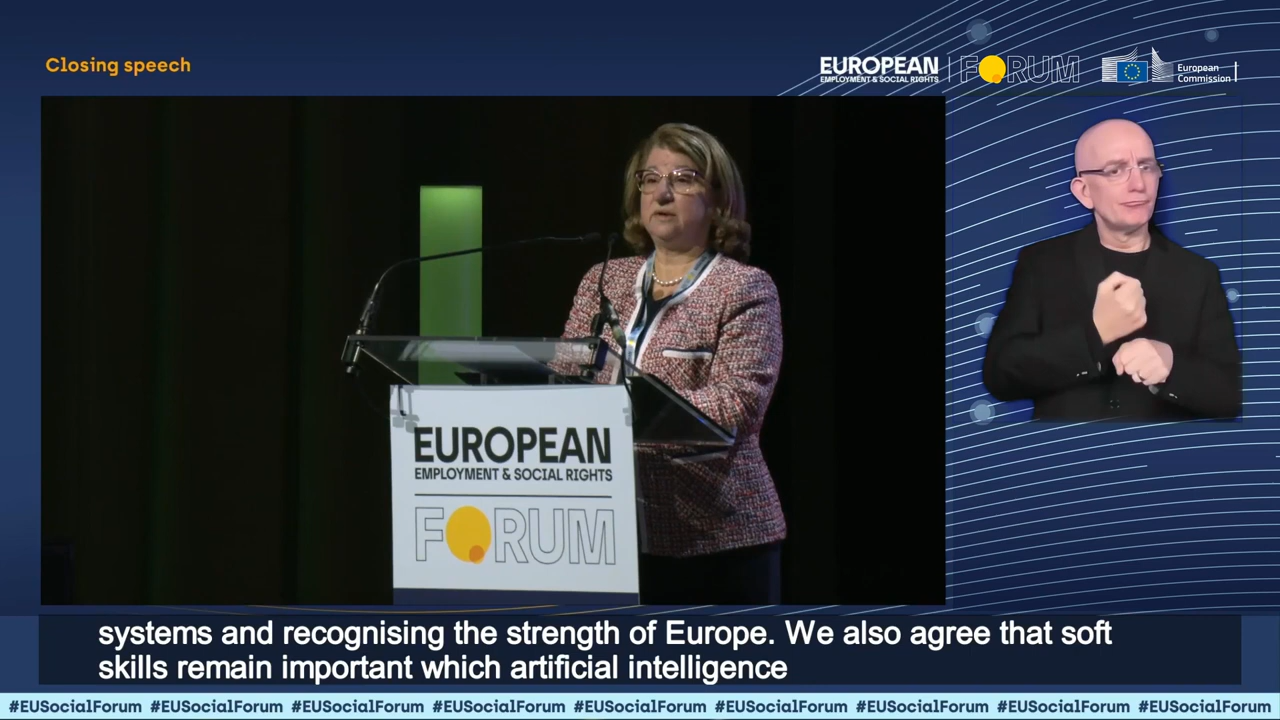 Closing speech
EUROPEAN
EMPLOYMENT & SOCIAL RIGHTS
FORUM
European
Commission
EUROPEAN
EMPLOYMENT & SOCIAL RIGHTS
FORUM
systems and recognising the strength of Europe. We also agree that soft
skills remain important which artificial intelligence
#EUSocialForum #EUSocialForum #EUSocialForum #EUSocialForum #EUSocialForum #EUSocialForum #EUSocialForum #EUSocialForum #EUSocialForum